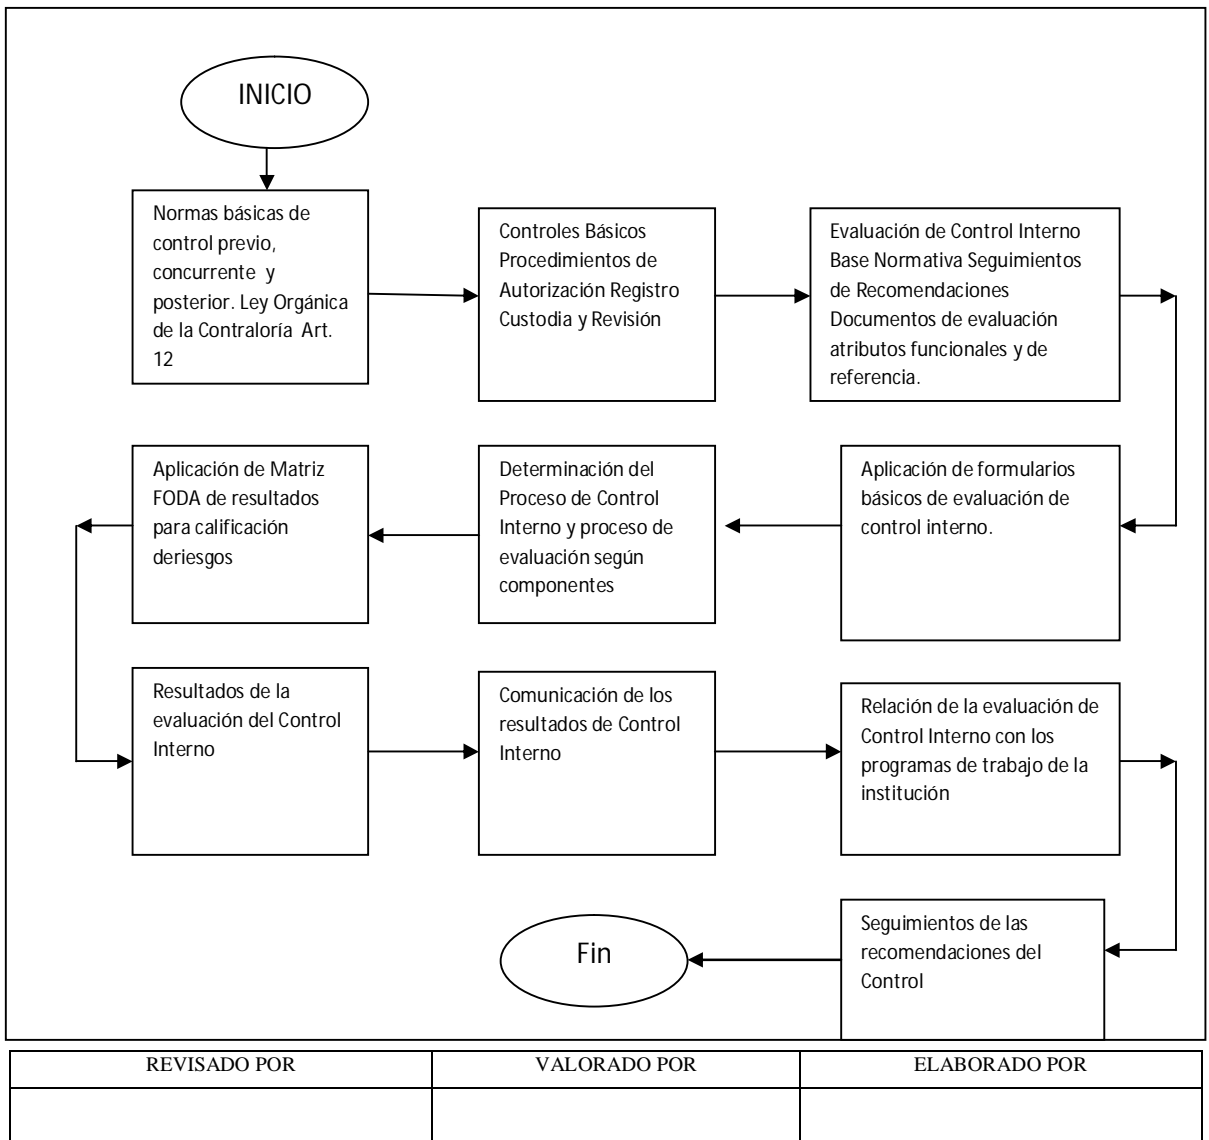 INICIO
Normas básicas de
control previo,
concurrente y
posterior. Ley Orgánica
de la Contraloría Art.
12
Controles Básicos
Procedimientos de
Autorización Registro
Custodia y Revisión
Evaluación de Control Interno
Base Normativa Seguimientos
de Recomendaciones
Documentos de evaluación
atributos funcionales y de
referencia.
Aplicación de formularios
básicos de evaluación de
control interno.
Determinación del
Proceso de Control
Interno y proceso de
evaluación según
componentes
Aplicación de Matriz
FODA de resultados
para calificación
deriesgos
Resultados de la
evaluación del Control
Interno
Comunicación de los
resultados de Control
Interno
Relación de la evaluación de
Control Interno con los
programas de trabajo de la
institución
Seguimientos de las
recomendaciones del
Control
Fin
REVISADO POR
VALORADO POR
ELABORADO POR